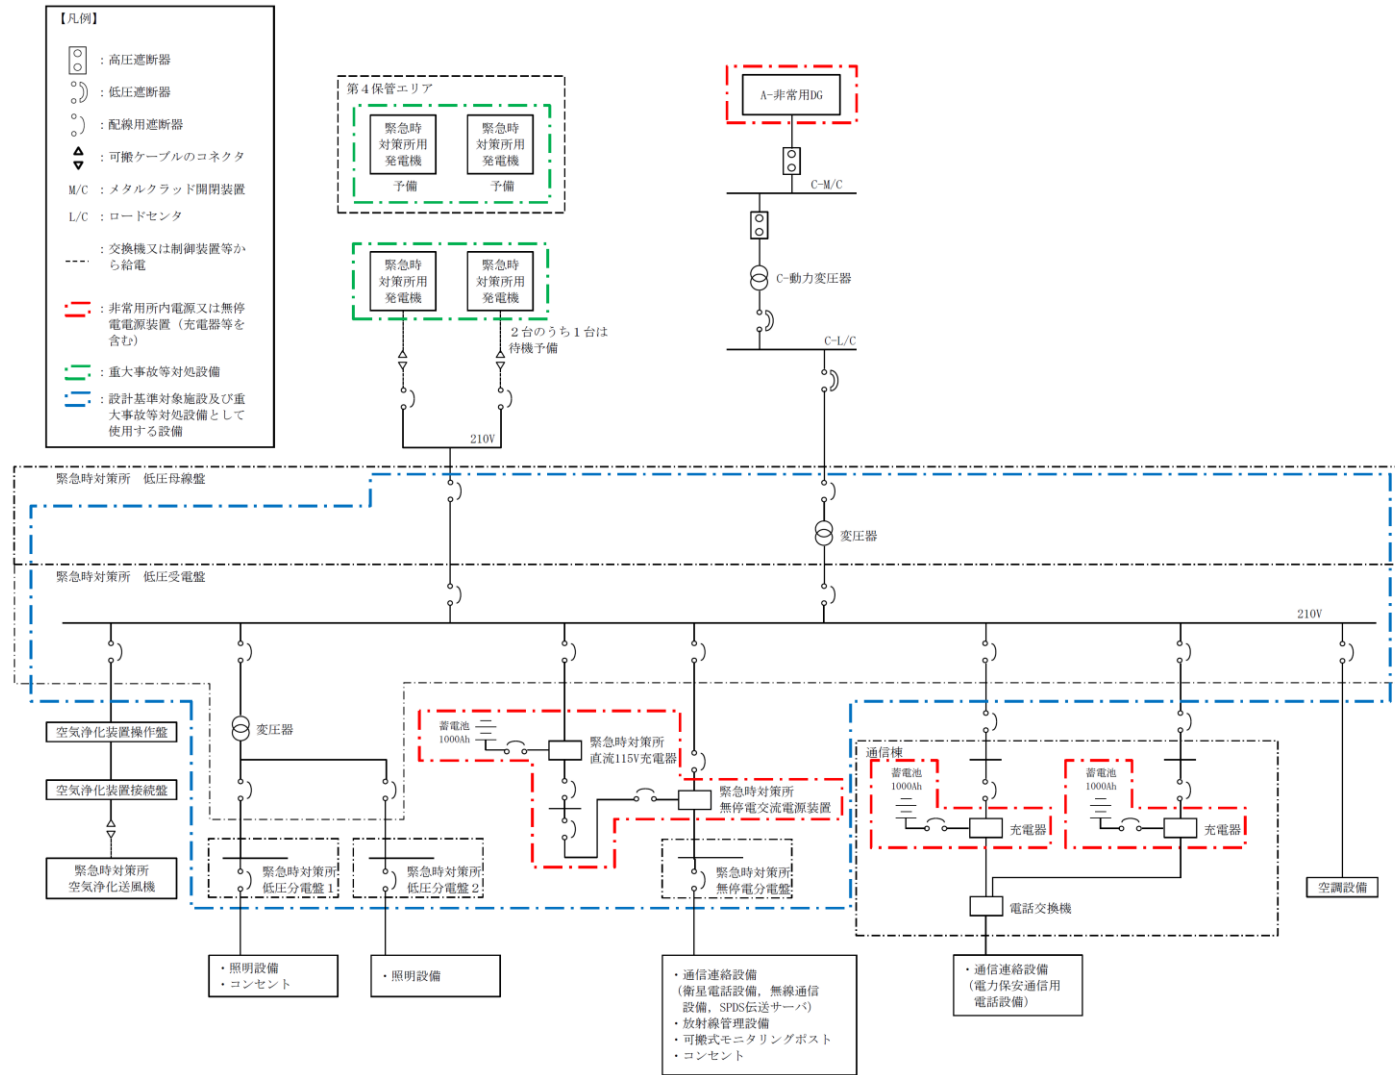 【凡例】
：高圧遮断器
：低圧遮断器
：配線用遮断器
：可搬ケーブルのコネクタ
M/C ：メタルクラッド開閉装置
L/C ：ロードセンタ
：交換機又は制御装置等か
ら給電
：非常用所内電源又は無停
電電源装置（充電器等を
含む）
：重大事故等対処設備
：設計基準対象施設及び重
大事故等対処設備として
使用する設備
第４保管エリア
緊急時
対策所用
発電機
予備
緊急時
対策所用
発電機
予備
緊急時
対策所用
発電機
緊急時
対策所用
発電機
２台のうち１台は
待機予備
210V
A-非常用DG
C-M/C
C-動力変圧器
C-L/C
緊急時対策所　低圧母線盤
変圧器
緊急時対策所　低圧受電盤
210V
空気浄化装置操作盤
空気浄化装置接続盤
緊急時対策所
空気浄化送風機
変圧器
緊急時対策所
低圧分電盤１
緊急時対策所
低圧分電盤２
・照明設備
・コンセント
・照明設備
蓄電池
1000Ah
緊急時対策所
直流115V充電器
緊急時対策所
無停電交流電源装置
緊急時対策所
無停電分電盤
・通信連絡設備
（衛星電話設備，無線通信
設備，SPDS伝送サーバ）
・放射線管理設備
・可搬式モニタリングポスト
・コンセント
通信棟
蓄電池
1000Ah
充電器
蓄電池
1000Ah
充電器
電話交換機
・通信連絡設備
（電力保安通信用
電話設備）
空調設備